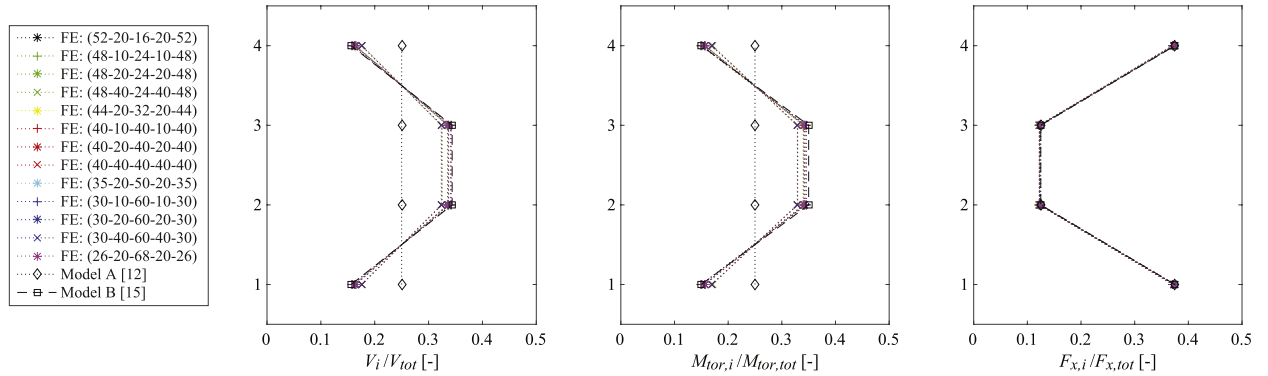 FE: (52-20-16-20-52)
FE: (48-10-24-10-48)
FE: (48-20-24-20-48)
FE: (48-40-24-40-48)
FE: (44-20-32-20-44)
FE: (40-10-40-10-40)
FE: (40-20-40-20-40)
FE: (40-40-40-40-40)
FE: (35-20-50-20-35)
FE: (30-10-60-10-30)
FE: (30-20-60-20-30)
FE: (30-40-60-40-30)
FE: (26-20-68-20-26)
Model A [12]
Model B [15]
4
3
2
1
0 0.1 0.2 0.3 0.4 0.5
V_i/V_tot [-]
4
3
2
1
0 0.1 0.2 0.3 0.4 0.5
M_tor,i/M_tor,tot [-]
4
3
2
1
0 0.1 0.2 0.3 0.4 0.5
F_x,i/F_x,tot [-]